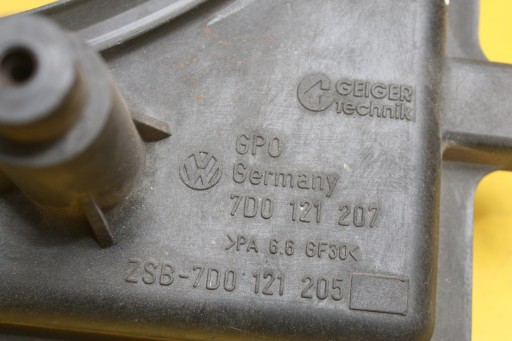 GEIGER
technik
GPO
Germany
7D0 121 207
>PA 6.6 GF30<
ZSB-7D0 121 205